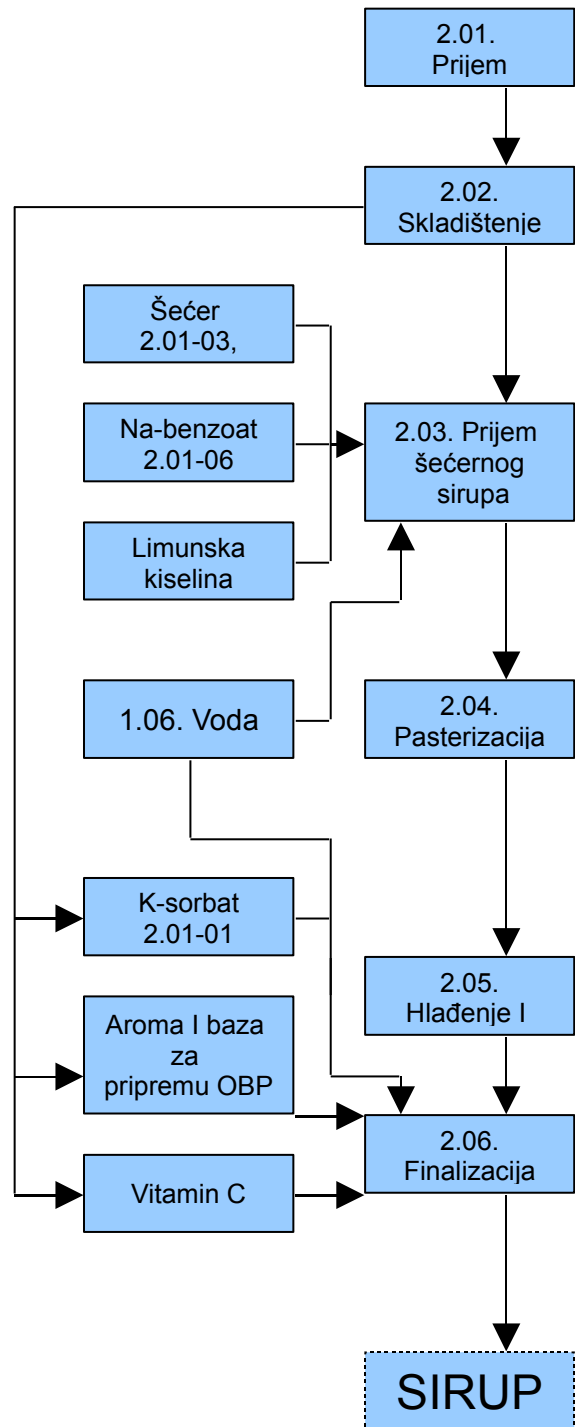 2.01.
Prijem
2.02.
Skladištenje
Šećer
2.01-03,
Na-benzoat
2.01-06
2.03. Prijem
šećernog
sirupa
Limunska
kiselina
1.06. Voda
2.04.
Pasterizacija
K-sorbat
2.01-01
2.05.
Hlađenje I
Aroma I baza
za
pripremu OBP
2.06.
Finalizacija
Vitamin C
SIRUP